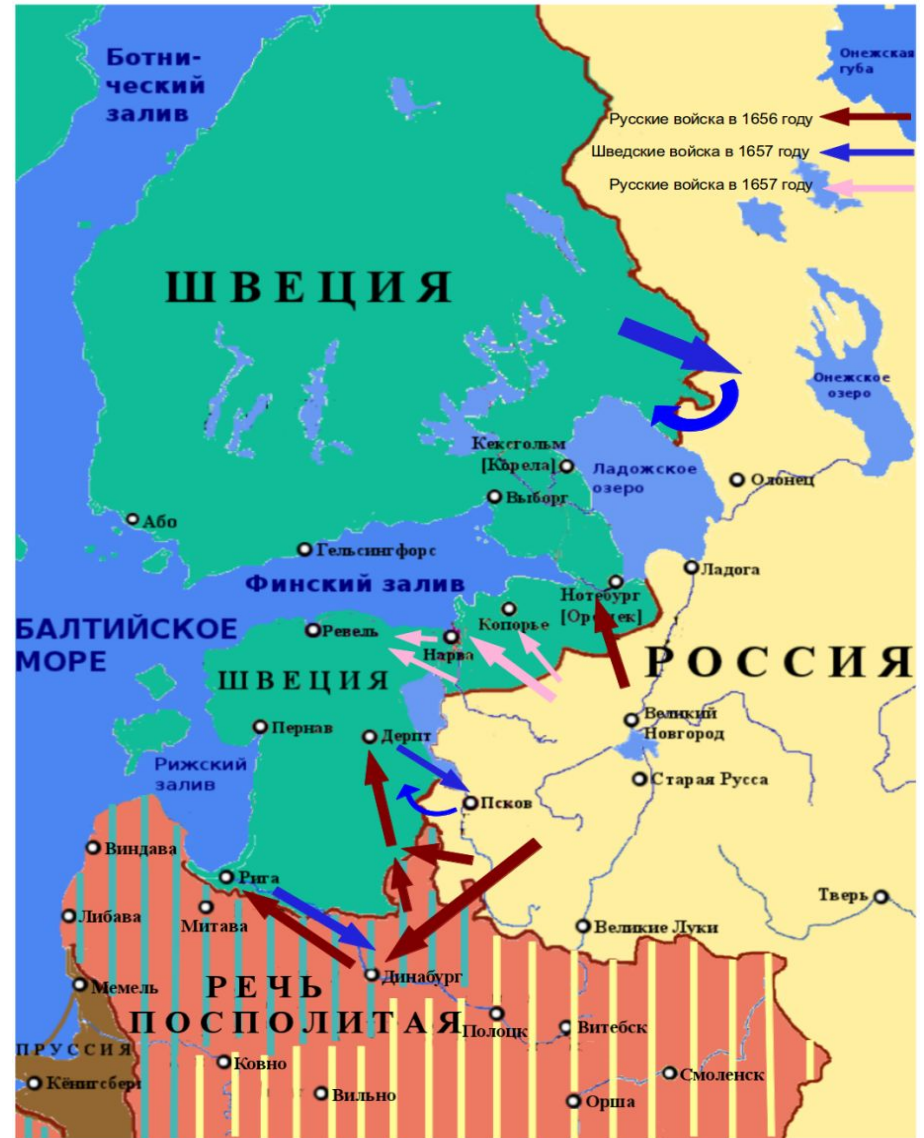 Ботни-
ческий
залив
Онежская
губа
Русские войска в 1656 году
Шведские войска в 1657 году
Русские войска в 1657 году
ШВЕЦИЯ
Онежское
озеро
Кексгольм
[Корела]
Ладожское
озеро
Олонец
Выборг
Або
Гельсингфорс
Ладога
Финский залив
Нотебург
[Орешек]
Копорье
БАЛТИЙСКОЕ
МОРЕ
Ревель
Нарва
РОССИЯ
ШВЕЦИЯ
Великий
Новгород
Пернав
Дерпт
Рижский
залив
Старая Русса
Псков
Виндава
Рига
Тверь
Либава
Митава
Великие Луки
Динабург
Мемель
РЕЧЬ
ПОСПОЛИТАЯ
Полоцк
Витебск
ПРУССИЯ
Ковно
Смоленск
Кёнигсберг
Вильно
Орша